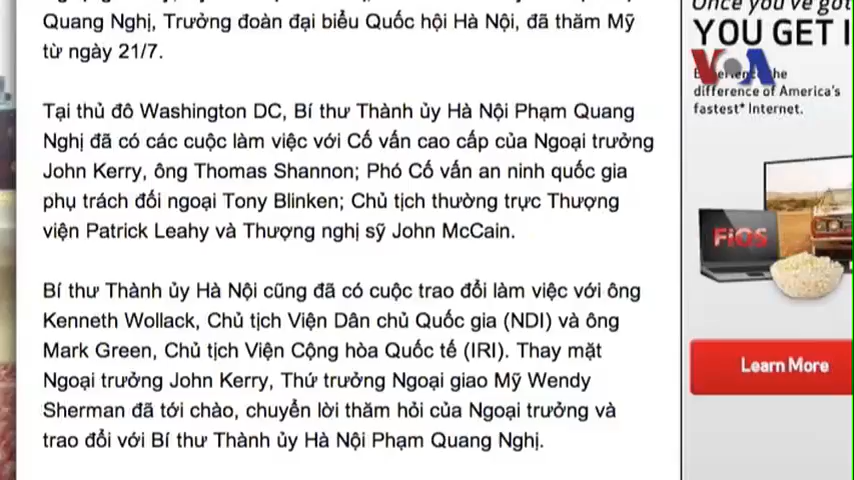 Quang Nghị, Trưởng đoàn đại biểu Quốc hội Hà Nội, đã thăm Mỹ
từ ngày 21/7.
Tại thủ đô Washington DC, Bí thư Thành ủy Hà Nội Phạm Quang
Nghị đã có các cuộc làm việc với Cố vấn cao cấp của Ngoại trưởng
John Kerry, ông Thomas Shannon; Phó Cố vấn an ninh quốc gia
phụ trách đối ngoại Tony Blinken; Chủ tịch thường trực Thượng
viện Patrick Leahy và Thượng nghị sỹ John McCain.
Bí thư Thành ủy Hà Nội cũng đã có cuộc trao đổi làm việc với ông
Kenneth Wollack, Chủ tịch Viện Dân chủ Quốc gia (NDI) và ông
Mark Green, Chủ tịch Viện Cộng hòa Quốc tế (IRI). Thay mặt
Ngoại trưởng John Kerry, Thứ trưởng Ngoại giao Mỹ Wendy
Sherman đã tới chào, chuyển lời thăm hỏi của Ngoại trưởng và
trao đổi với Bí thư Thành ủy Hà Nội Phạm Quang Nghị.
Once you've got
YOU GET I
VOA
Experience the
difference of America's
fastest* Internet.
FiOS
Learn More